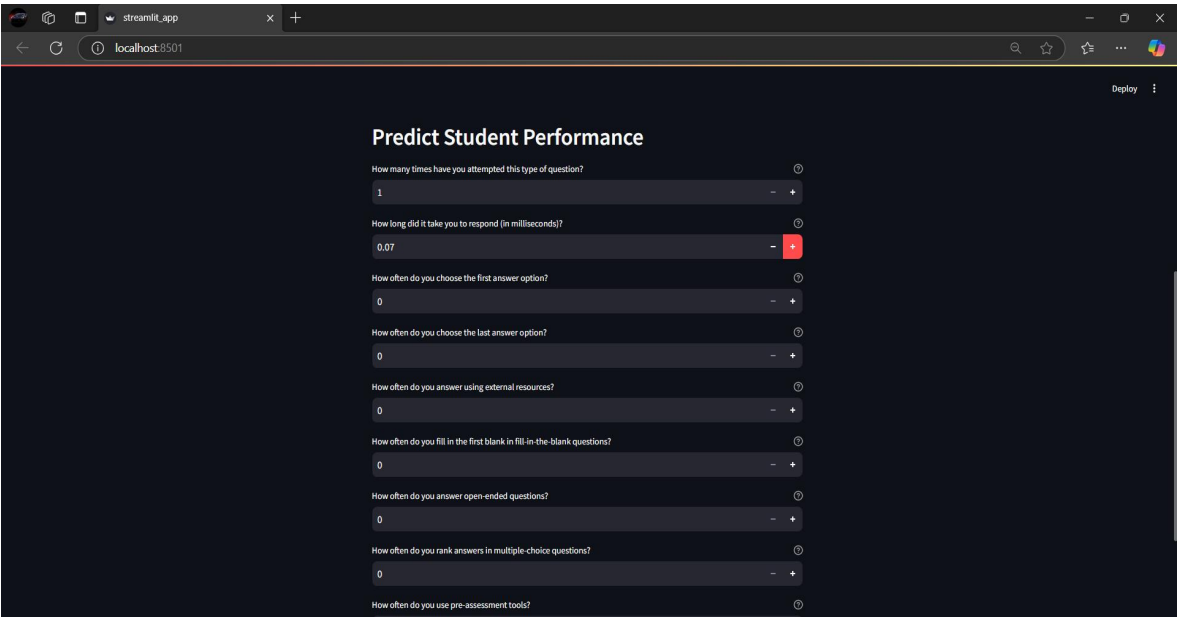 streamlit_app
localhost:8501
Deploy
Predict Student Performance
How many times have you attempted this type of question?
1
How long did it take you to respond (in milliseconds)?
0.07
How often do you choose the first answer option?
0
How often do you choose the last answer option?
0
How often do you answer using external resources?
0
How often do you fill in the first blank in fill-in-the-blank questions?
0
How often do you answer open-ended questions?
0
How often do you rank answers in multiple-choice questions?
0
How often do you use pre-assessment tools?